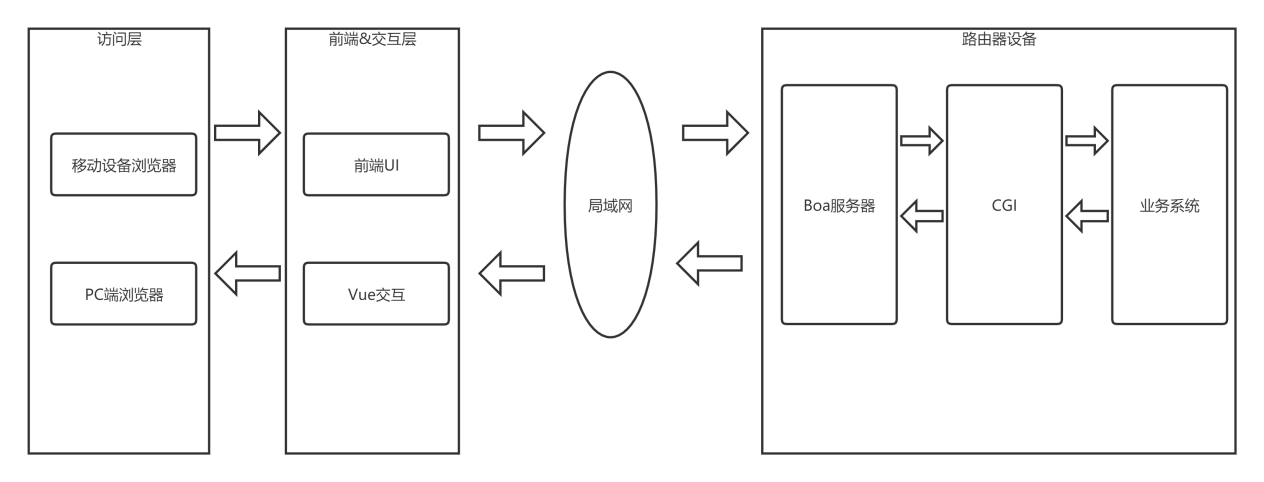 访问层
移动设备浏览器
PC端浏览器
前端&交互层
前端UI
Vue交互
局域网
路由器设备
Boa服务器
CGI
业务系统